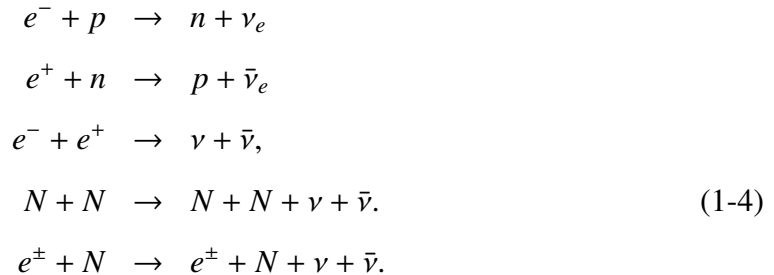 e⁻ + p → n + νₑ
e⁺ + n → p + ν̄ₑ
e⁻ + e⁺ → ν + ν̄,
N + N → N + N + ν + ν̄. (1-4)
e± + N → e± + N + ν + ν̄.